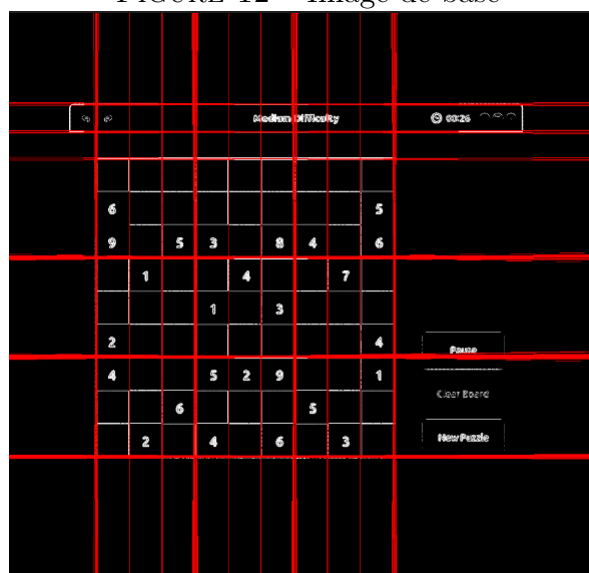 FIGURE 12 – Image de base
Medium Difficulty 00:26
6 5
9 5 3 8 4 6
1 4 7
1 3
2 4
Pause
4 5 2 9 1
Clear Board
6 5
2 4 6 3
New Puzzle